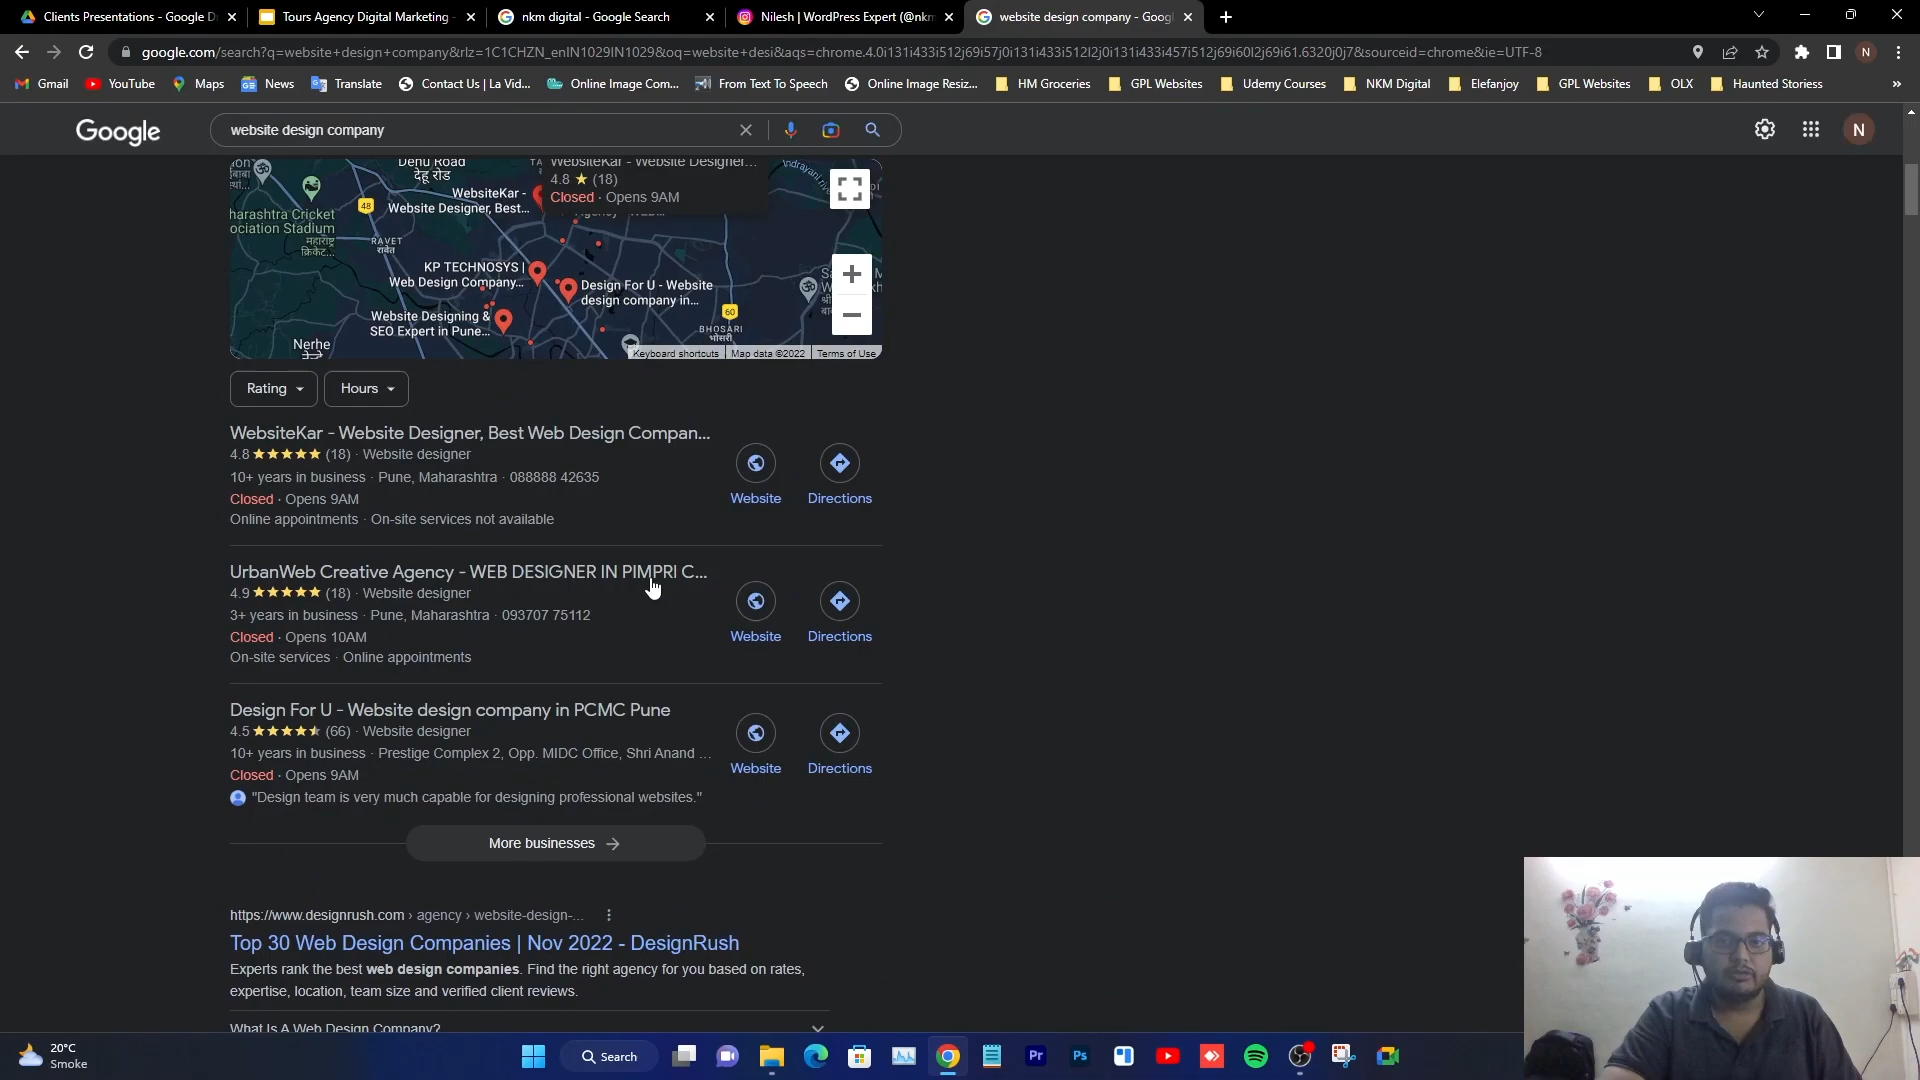 Clients Presentations - Google Dr
Tours Agency Digital Marketing -
nkm digital - Google Search
Nilesh | WordPress Expert (@nkm
website design company - Googl
google.com/search?q=website+design+company&rlz=1C1CHZN_enIN1029IN1029&oq=website+desi&aqs=chrome.4.0i131i433i512j69i57j0i131i433i512l2j0i131i433i457i512j69i60l2j69i61.6320j0j7&sourceid=chrome&ie=UTF-8
N
Gmail
YouTube
Maps
News
Translate
Contact Us | La Vid...
Online Image Com...
From Text To Speech
Online Image Resiz...
HM Groceries
GPL Websites
Udemy Courses
NKM Digital
Elefanjoy
GPL Websites
OLX
Haunted Storiess
»
Google
website design company
N
Dehu Road
देहू रोड
WebsiteKar - Website Designer...
4.8 ★ (18)
Closed · Opens 9AM
WebsiteKar -
Website Designer, Best...
48
harashtra Cricket
ociation Stadium
महाराष्ट्र
क्रिकेट...
RAVET
रावेत
KP TECHNOSYS |
Web Design Company...
Design For U - Website
design company in...
Website Designing &
SEO Expert in Pune...
60
BHOSARI
भोसरी
Nerhe
नेरे
Keyboard shortcuts
Map data ©2022
Terms of Use
Rating
Hours
WebsiteKar - Website Designer, Best Web Design Compan...
4.8 ★★★★★ (18) · Website designer
10+ years in business · Pune, Maharashtra · 088888 42635
Closed · Opens 9AM
Online appointments · On-site services not available
Website
Directions
UrbanWeb Creative Agency - WEB DESIGNER IN PIMPRI C...
4.9 ★★★★★ (18) · Website designer
3+ years in business · Pune, Maharashtra · 093707 75112
Closed · Opens 10AM
On-site services · Online appointments
Website
Directions
Design For U - Website design company in PCMC Pune
4.5 ★★★★★ (66) · Website designer
10+ years in business · Prestige Complex 2, Opp. MIDC Office, Shri Anand ...
Closed · Opens 9AM
"Design team is very much capable for designing professional websites."
Website
Directions
More businesses →
https://www.designrush.com › agency › website-design-...
Top 30 Web Design Companies | Nov 2022 - DesignRush
Experts rank the best web design companies. Find the right agency for you based on rates,
expertise, location, team size and verified client reviews.
What Is A Web Design Company?
20°C
Smoke
Search
Pr
Ps